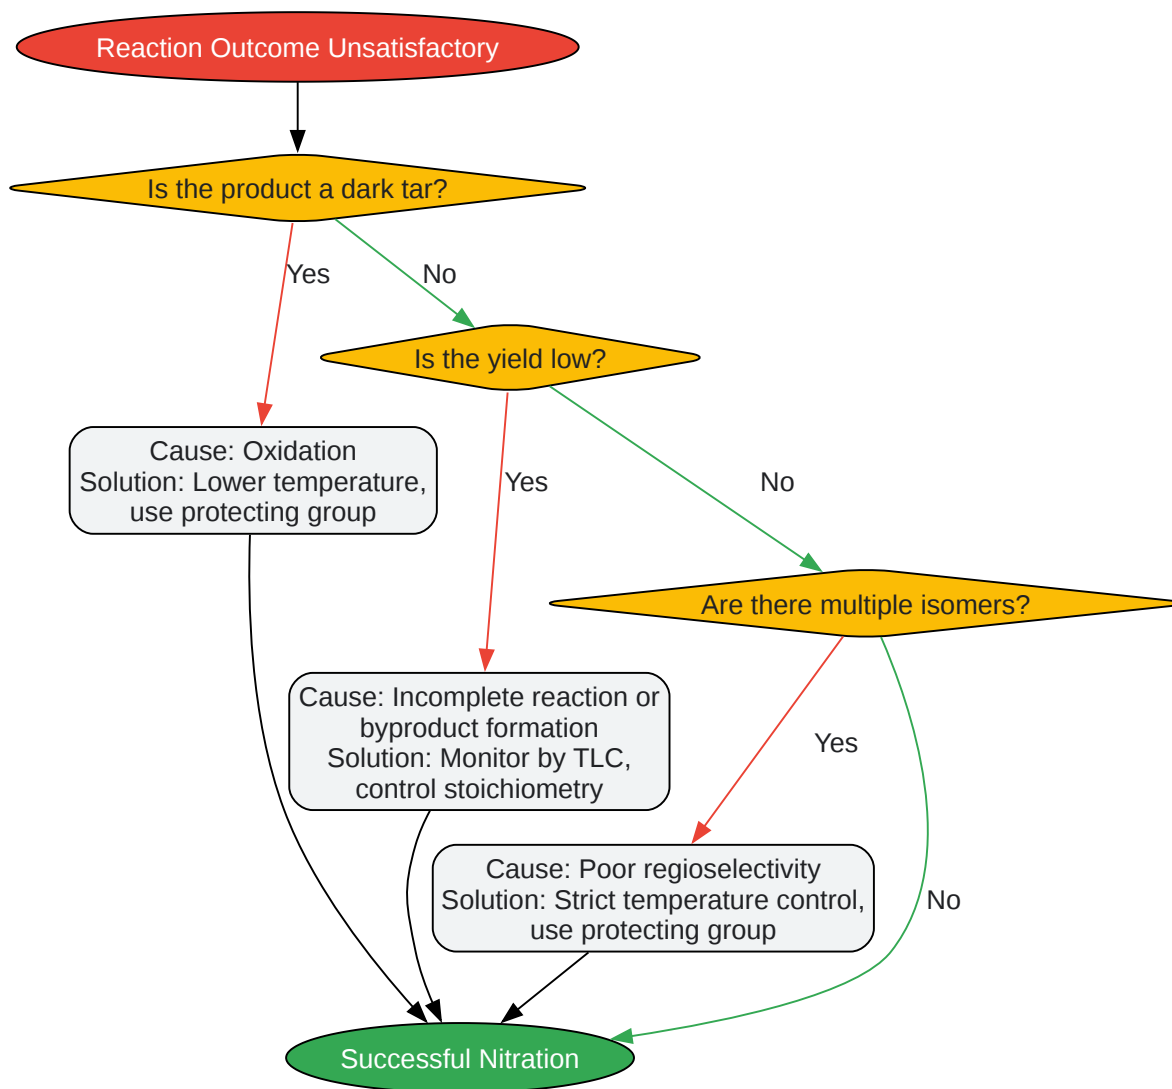 Reaction Outcome Unsatisfactory
Is the product a dark tar?
Yes
No
Is the yield low?
Cause: Oxidation
Solution: Lower temperature,
use protecting group
Yes
No
Are there multiple isomers?
Cause: Incomplete reaction or
byproduct formation
Solution: Monitor by TLC,
control stoichiometry
Yes
Cause: Poor regioselectivity
Solution: Strict temperature control,
use protecting group
No
Successful Nitration